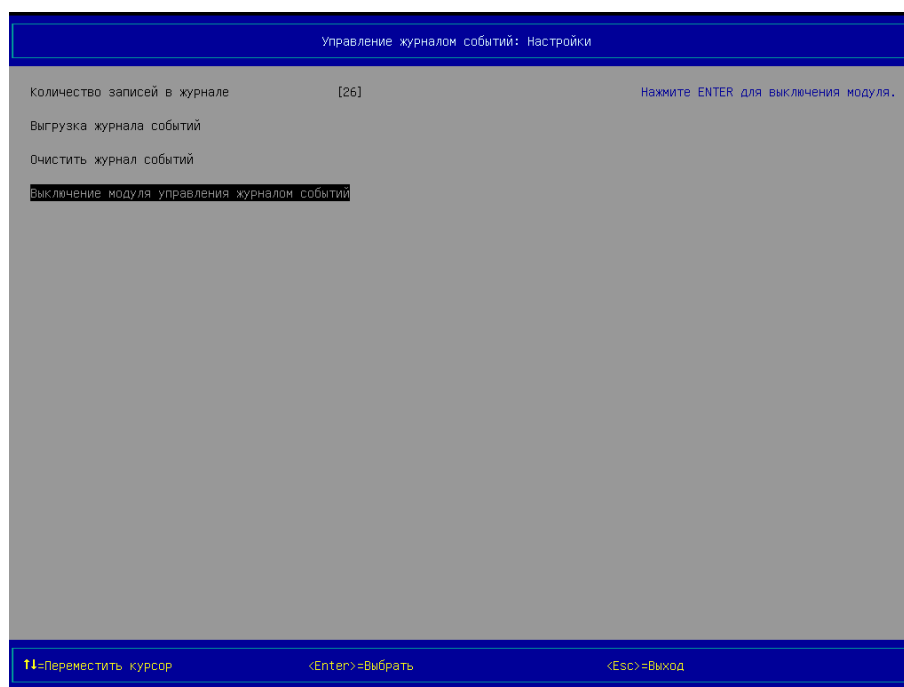 Управление журналом событий: Настройки
Количество записей в журнале [26] Нажмите ENTER для выключения модуля.
Выгрузка журнала событий
Очистить журнал событий
Выключение модуля управления журналом событий
↑↓=Переместить курсор <Enter>=Выбрать <Esc>=Выход